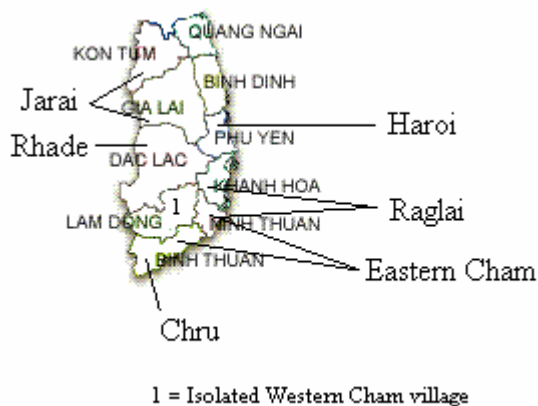 QUANG NGAI
KON TUM
BINH DINH
Jarai
GIA LAI
Haroi
PHU YEN
Rhade
DAC LAC
KHANH HOA
1
Raglai
LAM DONG
NINH THUAN
BINH THUAN
Eastern Cham
Chru
1 = Isolated Western Cham village